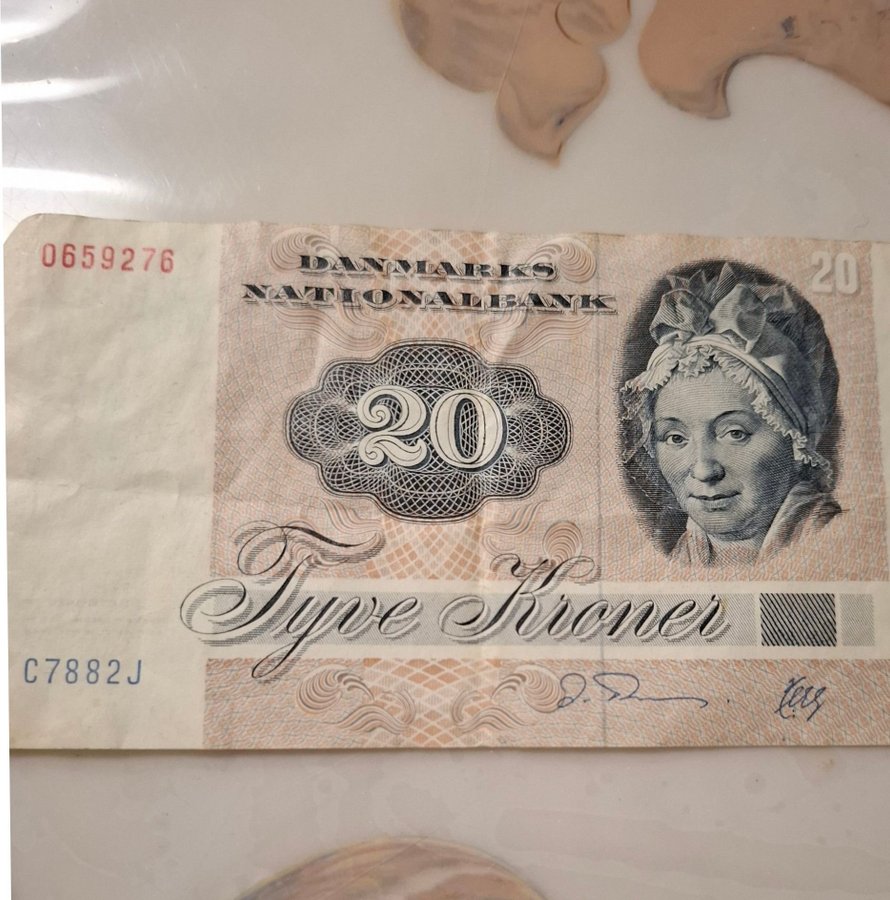 0659276
DANMARKS
NATIONALBANK
20
20
Tyve Kroner
C7882J